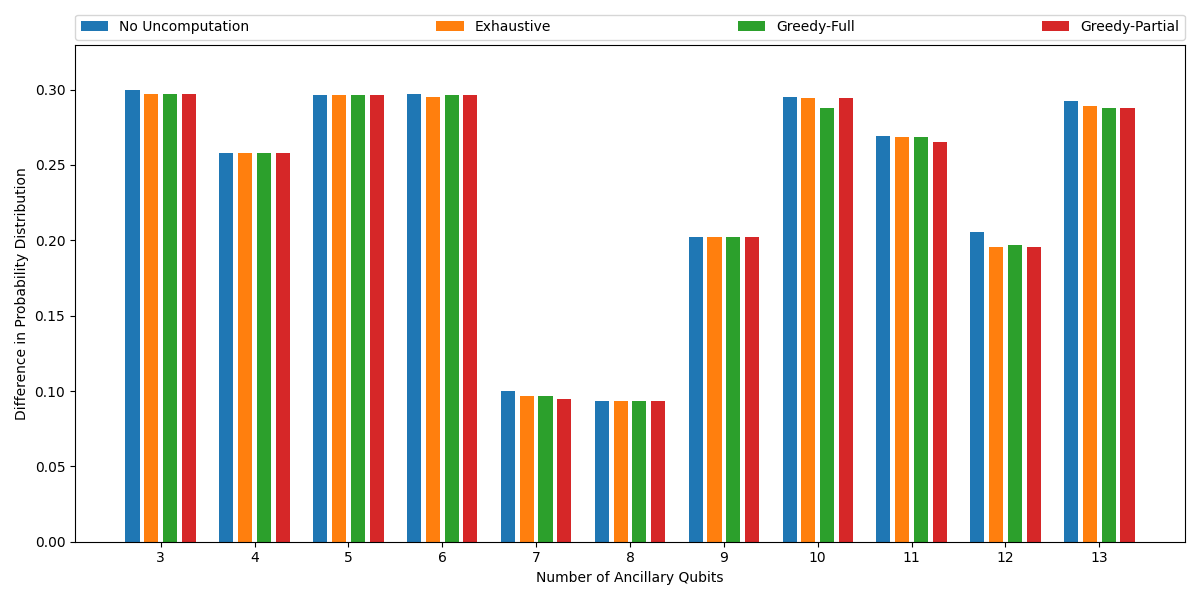 No Uncomputation Exhaustive Greedy-Full Greedy-Partial
Difference in Probability Distribution
0.30
0.25
0.20
0.15
0.10
0.05
0.00
3 4 5 6 7 8 9 10 11 12 13
Number of Ancillary Qubits